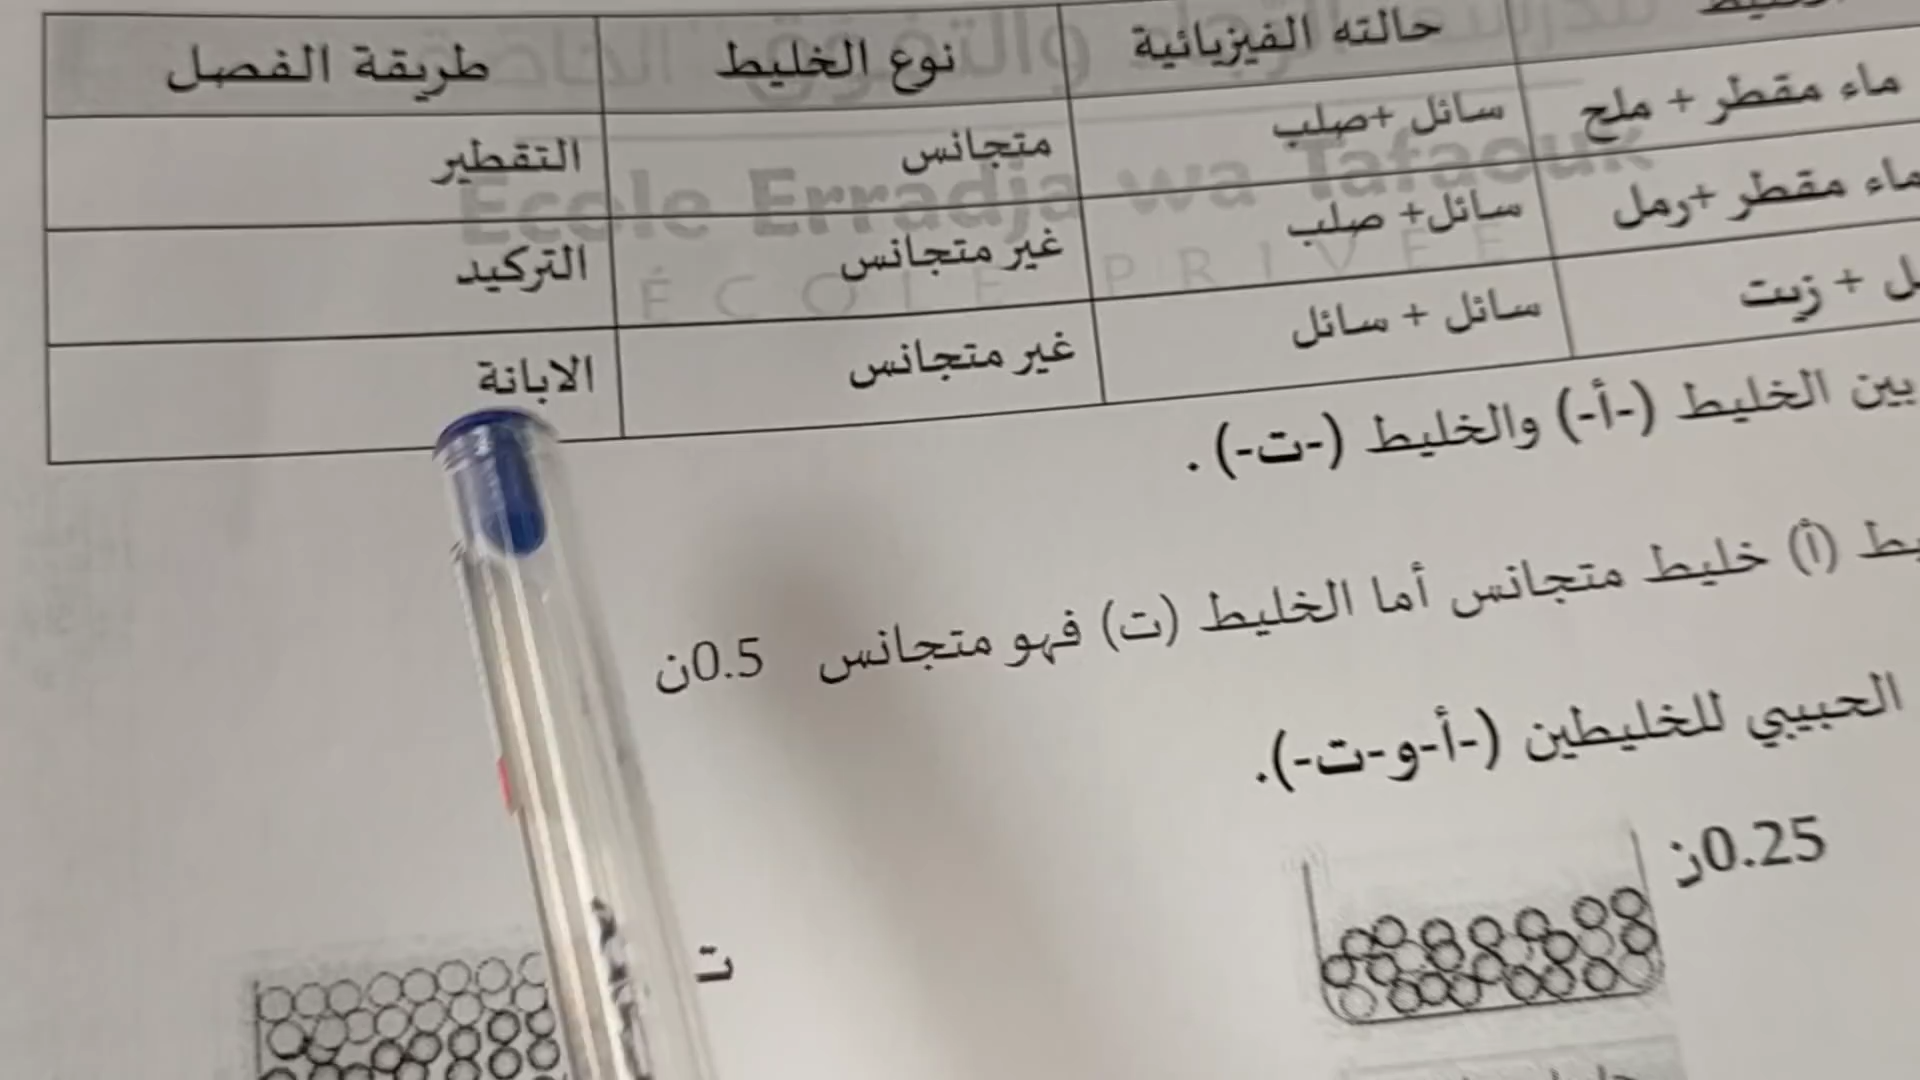 حالته الفيزيائية نوع الخليط طريقة الفصل
ماء مقطر + ملح سائل +صلب متجانس التقطير
ماء مقطر +رمل سائل+ صلب غير متجانس التركيد
+ زيت سائل + سائل غير متجانس الابانة
Ecole Erradja wa Tafaouk
ÉCOLE PRIVÉE
بين الخليط (-أ-) والخليط (-ت-) .
(أ) خليط متجانس أما الخليط (ت) فهو متجانس 0.5ن
الحبيبي للخليطين (-أ-و-ت-).
0.25ن
ت